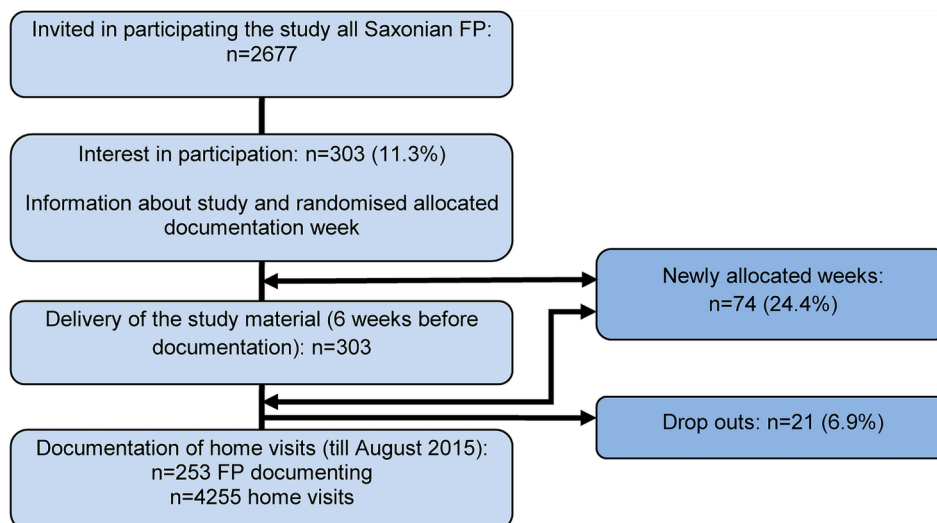 Invited in participating the study all Saxonian FP:
n=2677
Interest in participation: n=303 (11.3%)
Information about study and randomised allocated
documentation week
Newly allocated weeks:
n=74 (24.4%)
Delivery of the study material (6 weeks before
documentation): n=303
Drop outs: n=21 (6.9%)
Documentation of home visits (till August 2015):
n=253 FP documenting
n=4255 home visits